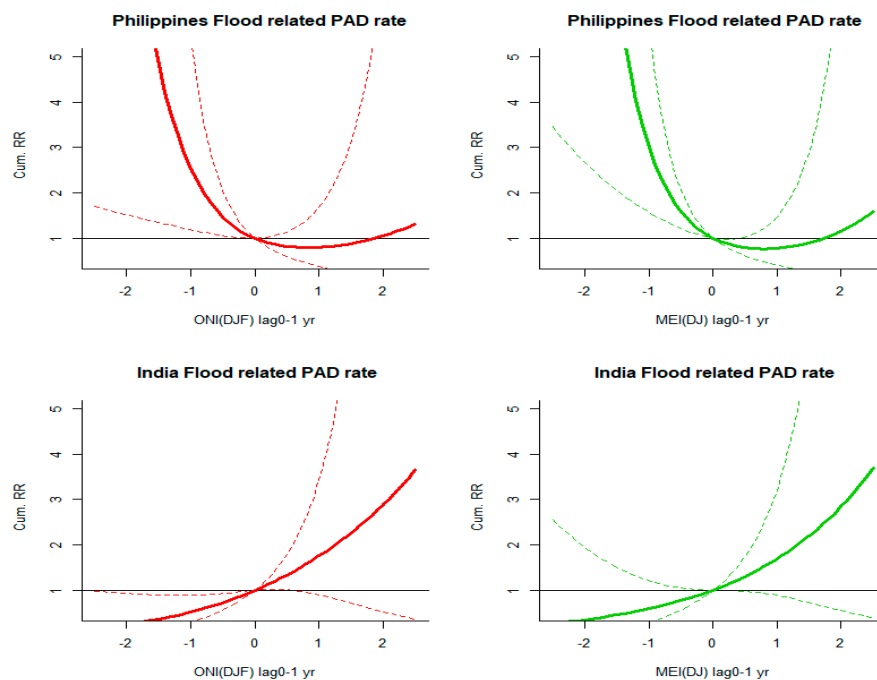 Philippines Flood related PAD rate
Cum. RR
5
4
3
2
1
-2 -1 0 1 2
ONI(DJF) lag0-1 yr
Philippines Flood related PAD rate
Cum. RR
5
4
3
2
1
-2 -1 0 1 2
MEI(DJ) lag0-1 yr
India Flood related PAD rate
Cum. RR
5
4
3
2
1
-2 -1 0 1 2
ONI(DJF) lag0-1 yr
India Flood related PAD rate
Cum. RR
5
4
3
2
1
-2 -1 0 1 2
MEI(DJ) lag0-1 yr